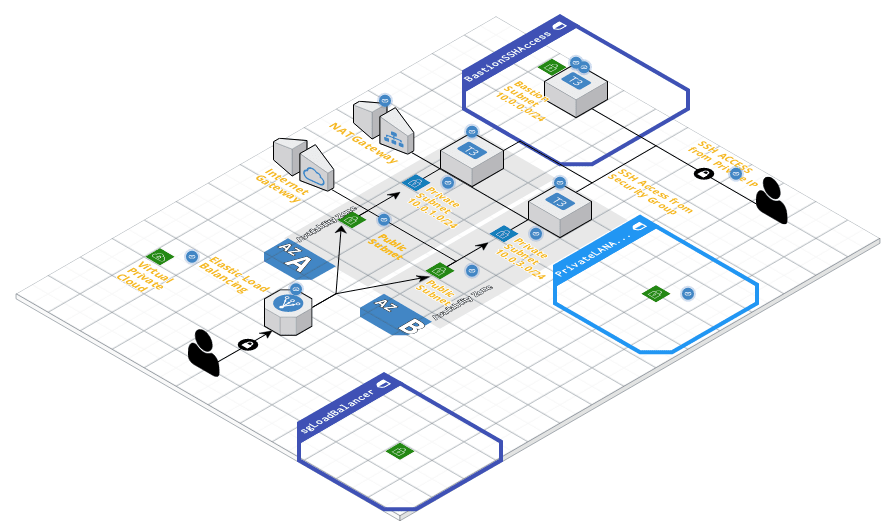 BastionSSHAccess
T3
Bastion
Subnet
10.0.0.0/24
NAT Gateway
T3
SSH ACCESS
from Private IP
Internet
Gateway
SSH Access from
Security Group
Private
Subnet
10.0.1.0/24
T3
Availability Zone
Public
Subnet
Private
Subnet
10.0.3.0/24
PrivateLANA...
AZ
A
Virtual
Private
Cloud
Elastic-Load-
Balancing
Public
Subnet
Availability Zone
AZ
B
sgLoadBalancer